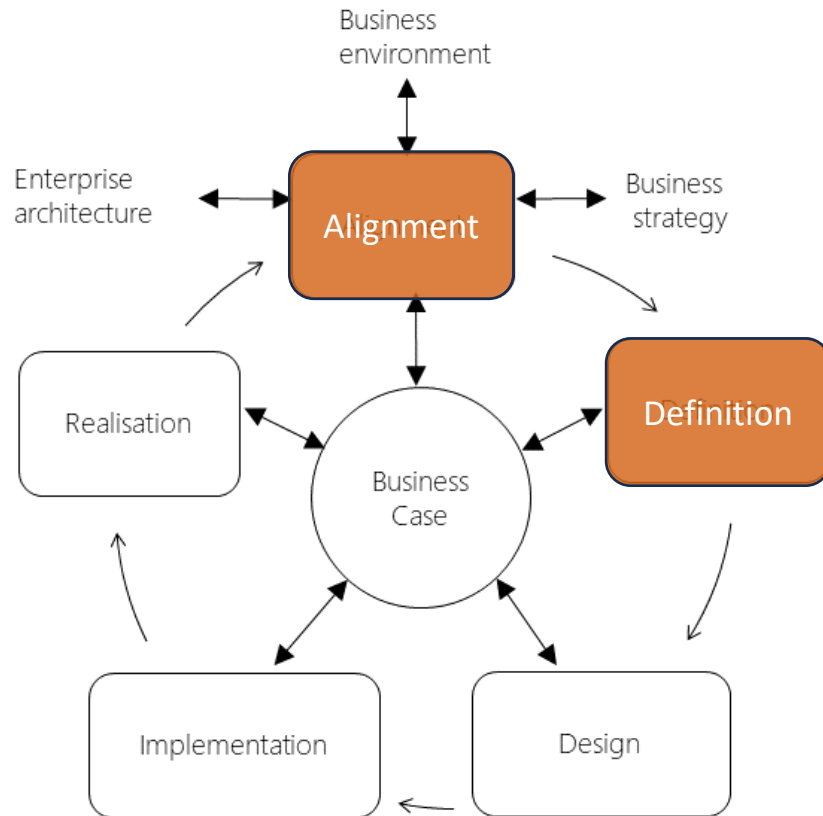 Business
environment
Enterprise
architecture
Alignment
Business
strategy
Realisation
Definition
Business
Case
Implementation
Design